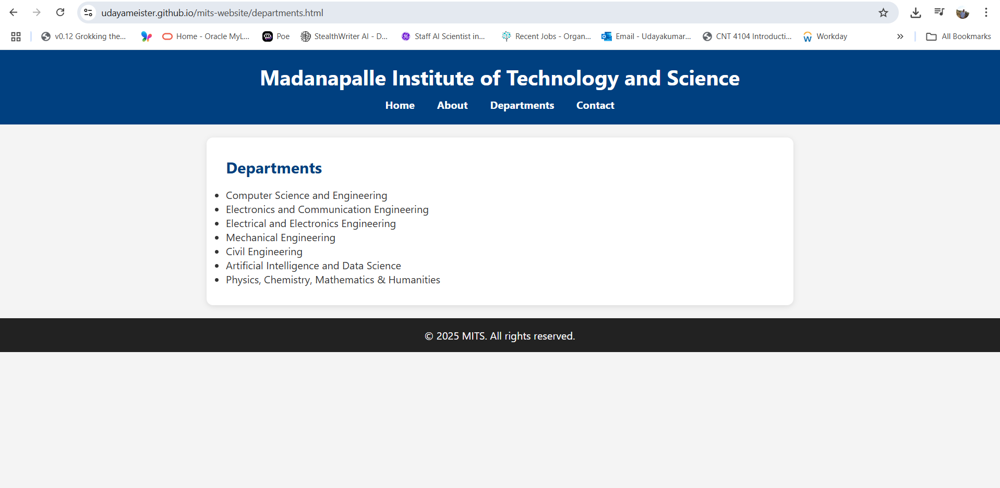 udayameister.github.io/mits-website/departments.html
v0.12 Grokking the... Home - Oracle MyL... Poe StealthWriter AI - D... Staff AI Scientist in... Recent Jobs - Organ... Email - Udayakumar... CNT 4104 Introducti... Workday » All Bookmarks
Madanapalle Institute of Technology and Science
Home About Departments Contact
Departments
• Computer Science and Engineering
• Electronics and Communication Engineering
• Electrical and Electronics Engineering
• Mechanical Engineering
• Civil Engineering
• Artificial Intelligence and Data Science
• Physics, Chemistry, Mathematics & Humanities
© 2025 MITS. All rights reserved.